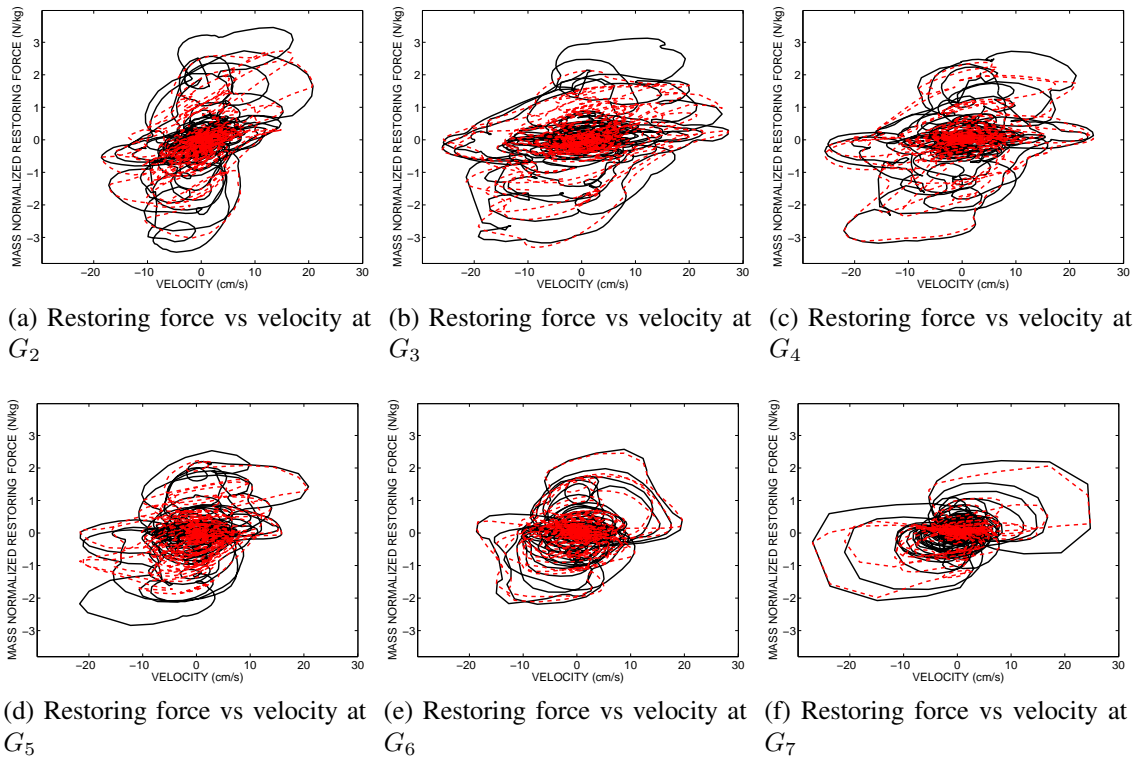 MASS NORMALIZED RESTORING FORCE (N/kg)
3
2
1
0
−1
−2
−3
−20 −10 0 10 20 30
VELOCITY (cm/s)
(a) Restoring force vs velocity at
G2
MASS NORMALIZED RESTORING FORCE (N/kg)
3
2
1
0
−1
−2
−3
−20 −10 0 10 20 30
VELOCITY (cm/s)
(b) Restoring force vs velocity at
G3
MASS NORMALIZED RESTORING FORCE (N/kg)
3
2
1
0
−1
−2
−3
−20 −10 0 10 20 30
VELOCITY (cm/s)
(c) Restoring force vs velocity at
G4
MASS NORMALIZED RESTORING FORCE (N/kg)
3
2
1
0
−1
−2
−3
−20 −10 0 10 20 30
VELOCITY (cm/s)
(d) Restoring force vs velocity at
G5
MASS NORMALIZED RESTORING FORCE (N/kg)
3
2
1
0
−1
−2
−3
−20 −10 0 10 20 30
VELOCITY (cm/s)
(e) Restoring force vs velocity at
G6
MASS NORMALIZED RESTORING FORCE (N/kg)
3
2
1
0
−1
−2
−3
−20 −10 0 10 20 30
VELOCITY (cm/s)
(f) Restoring force vs velocity at
G7